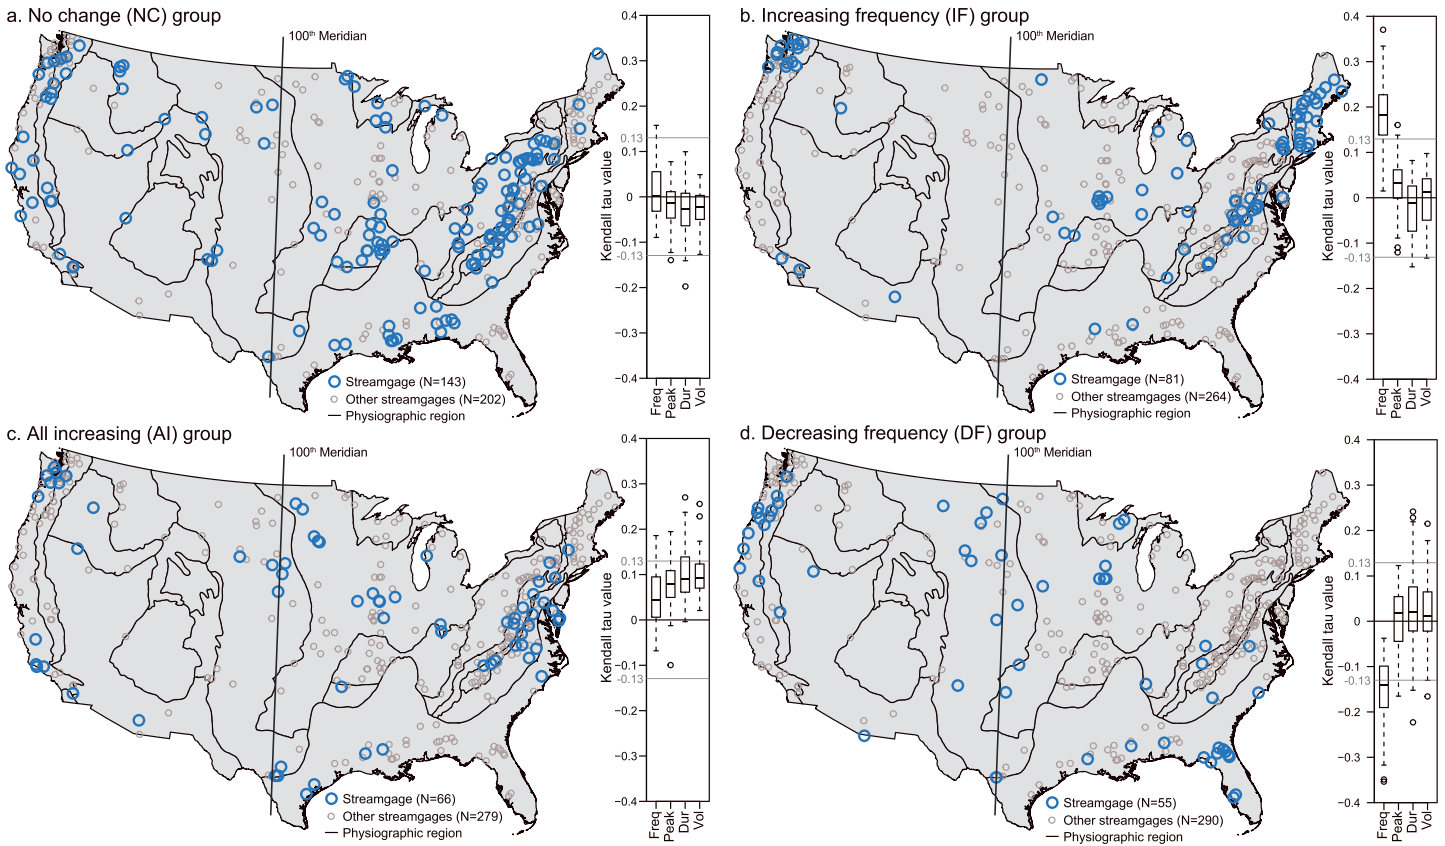 a. No change (NC) group
100th Meridian
Streamgage (N=143)
Other streamgages (N=202)
Physiographic region
Kendall tau value
0.4
0.3
0.2
0.13
0.1
0
-0.1
-0.13
-0.2
-0.3
-0.4
Freq
Peak
Dur
Vol
b. Increasing frequency (IF) group
100th Meridian
Streamgage (N=81)
Other streamgages (N=264)
Physiographic region
Kendall tau value
0.4
0.3
0.2
0.13
0.1
0
-0.1
-0.13
-0.2
-0.3
-0.4
Freq
Peak
Dur
Vol
c. All increasing (AI) group
100th Meridian
Streamgage (N=66)
Other streamgages (N=279)
Physiographic region
Kendall tau value
0.4
0.3
0.2
0.13
0.1
0
-0.1
-0.13
-0.2
-0.3
-0.4
Freq
Peak
Dur
Vol
d. Decreasing frequency (DF) group
100th Meridian
Streamgage (N=55)
Other streamgages (N=290)
Physiographic region
Kendall tau value
0.4
0.3
0.2
0.13
0.1
0
-0.1
-0.13
-0.2
-0.3
-0.4
Freq
Peak
Dur
Vol